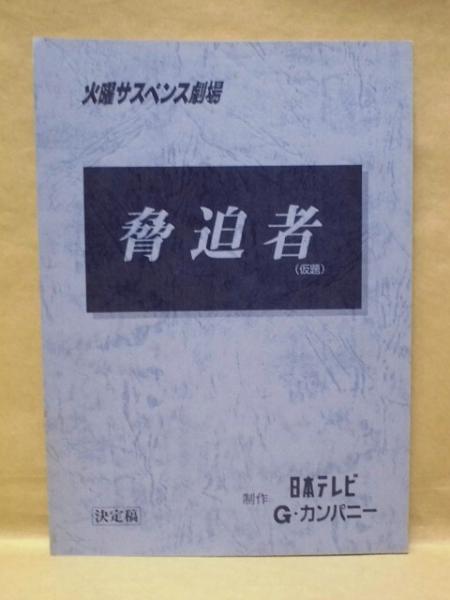 火曜サスペンス劇場
脅迫者
(仮題)
制作 日本テレビ
G・カンパニー
決定稿